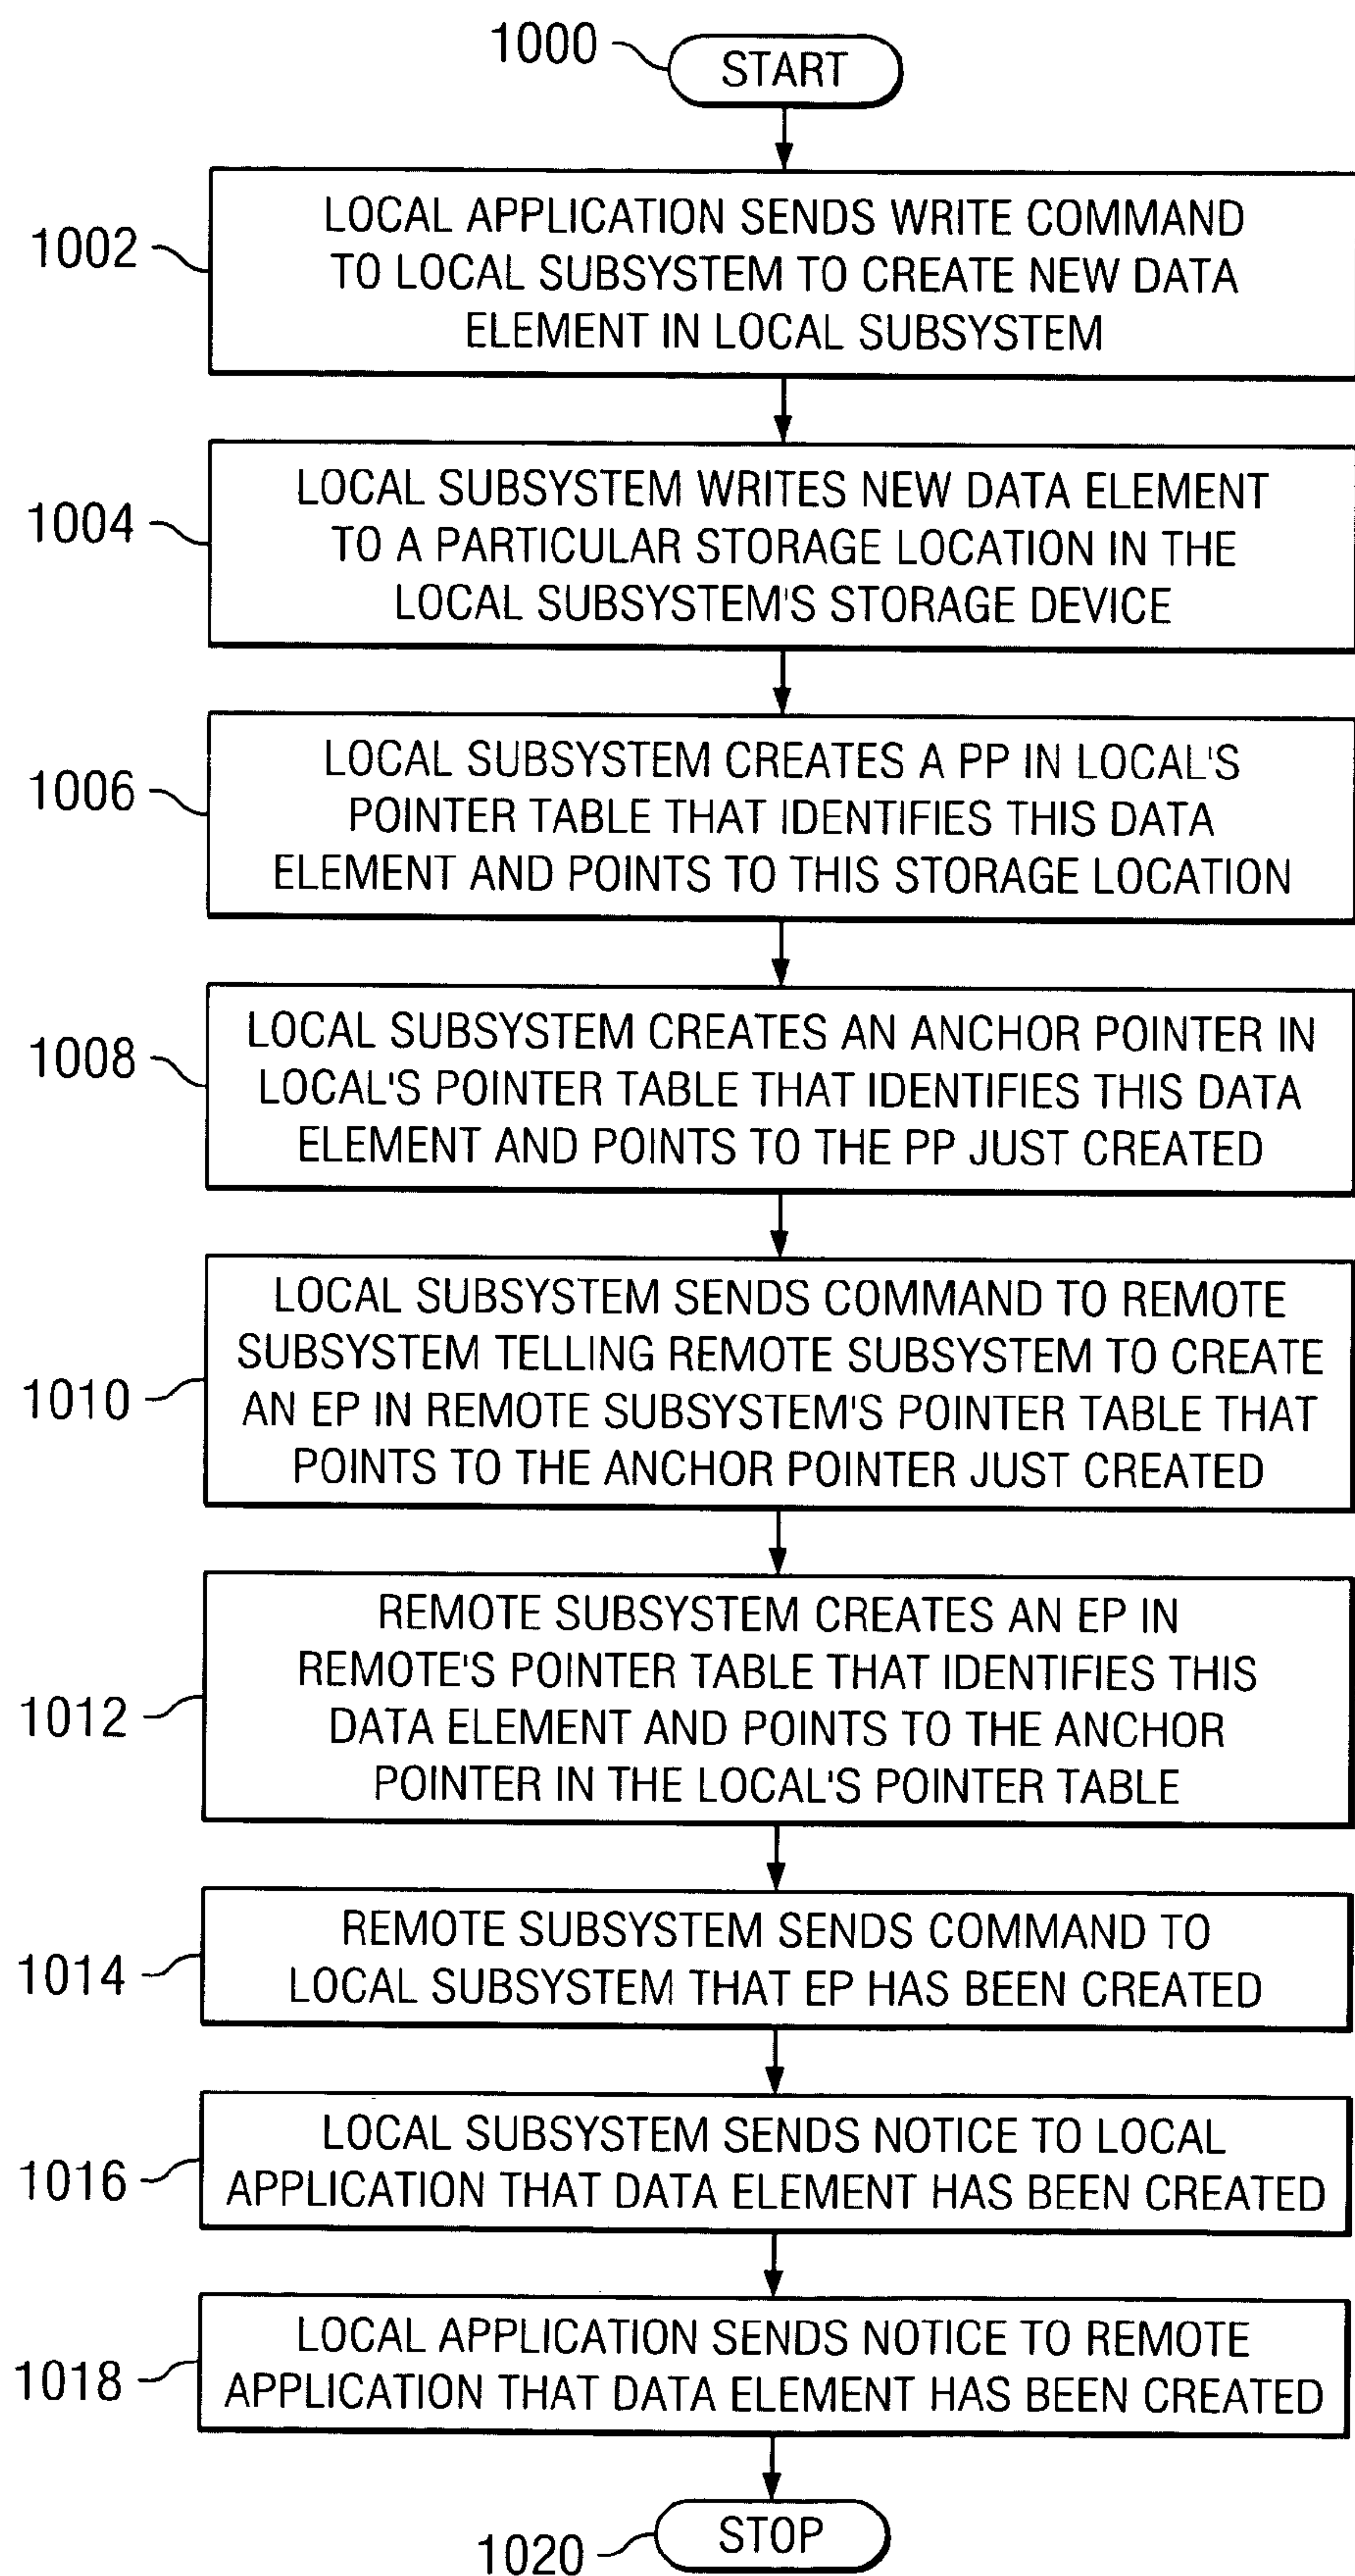 1000
START
1002
LOCAL APPLICATION SENDS WRITE COMMAND
TO LOCAL SUBSYSTEM TO CREATE NEW DATA
ELEMENT IN LOCAL SUBSYSTEM
1004
LOCAL SUBSYSTEM WRITES NEW DATA ELEMENT
TO A PARTICULAR STORAGE LOCATION IN THE
LOCAL SUBSYSTEM'S STORAGE DEVICE
1006
LOCAL SUBSYSTEM CREATES A PP IN LOCAL'S
POINTER TABLE THAT IDENTIFIES THIS DATA
ELEMENT AND POINTS TO THIS STORAGE LOCATION
1008
LOCAL SUBSYSTEM CREATES AN ANCHOR POINTER IN
LOCAL'S POINTER TABLE THAT IDENTIFIES THIS DATA
ELEMENT AND POINTS TO THE PP JUST CREATED
1010
LOCAL SUBSYSTEM SENDS COMMAND TO REMOTE
SUBSYSTEM TELLING REMOTE SUBSYSTEM TO CREATE
AN EP IN REMOTE SUBSYSTEM'S POINTER TABLE THAT
POINTS TO THE ANCHOR POINTER JUST CREATED
1012
REMOTE SUBSYSTEM CREATES AN EP IN
REMOTE'S POINTER TABLE THAT IDENTIFIES THIS
DATA ELEMENT AND POINTS TO THE ANCHOR
POINTER IN THE LOCAL'S POINTER TABLE
1014
REMOTE SUBSYSTEM SENDS COMMAND TO
LOCAL SUBSYSTEM THAT EP HAS BEEN CREATED
1016
LOCAL SUBSYSTEM SENDS NOTICE TO LOCAL
APPLICATION THAT DATA ELEMENT HAS BEEN CREATED
1018
LOCAL APPLICATION SENDS NOTICE TO REMOTE
APPLICATION THAT DATA ELEMENT HAS BEEN CREATED
1020
STOP